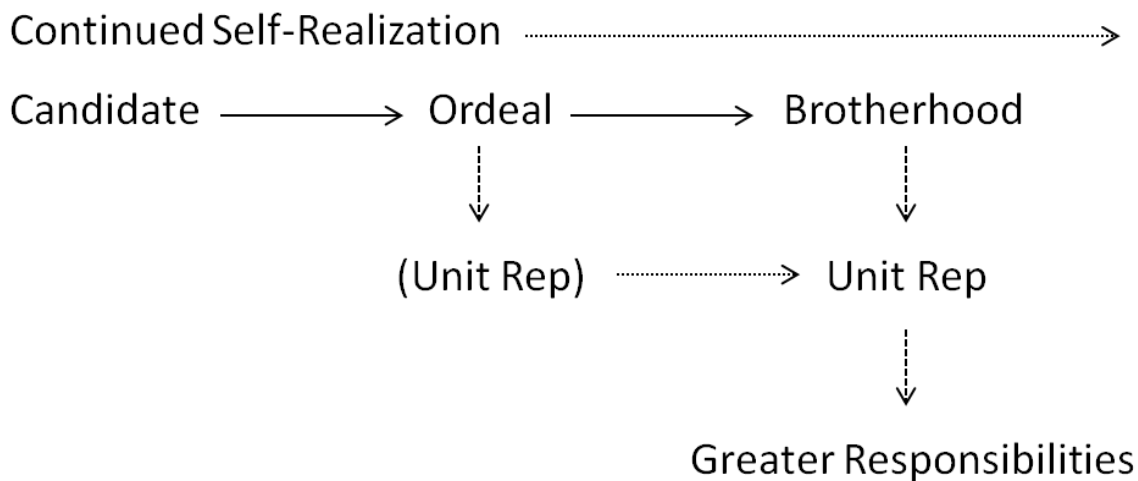 Continued Self-Realization
Candidate Ordeal Brotherhood
(Unit Rep) Unit Rep
Greater Responsibilities